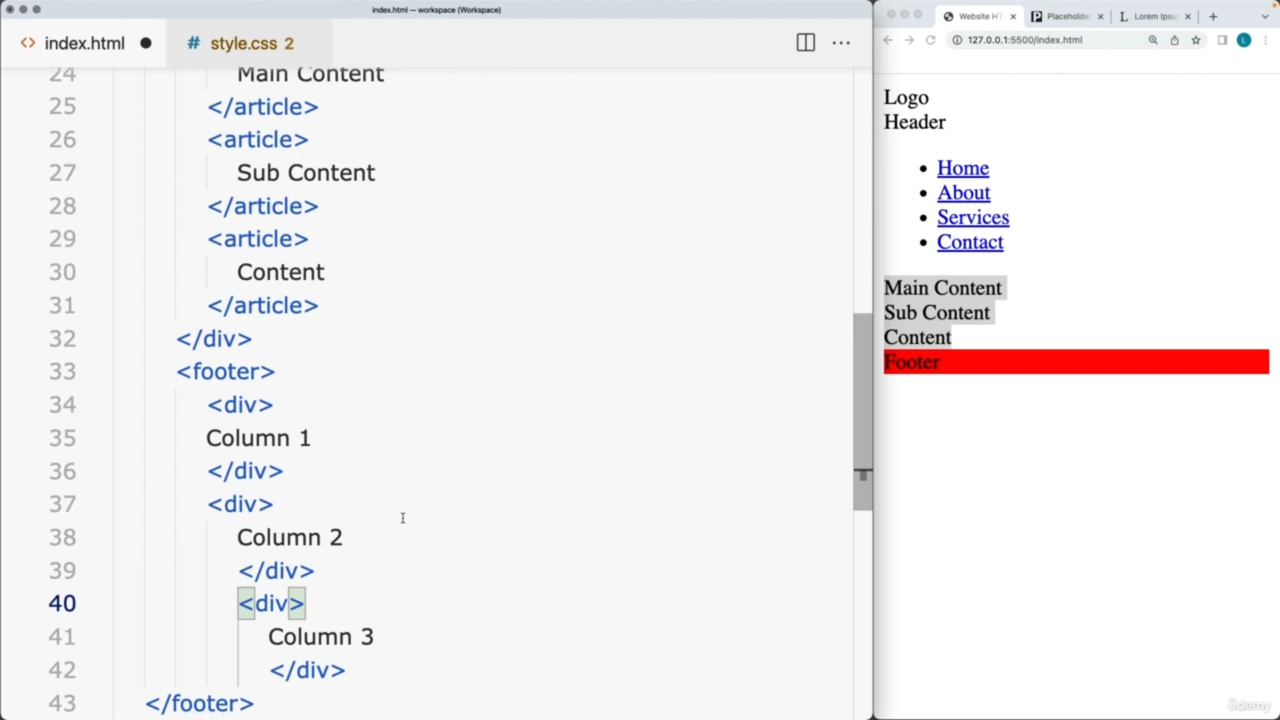 index.html — workspace (Workspace)
<> index.html ● # style.css 2 ...
24 Main Content
25 </article>
26 <article>
27 Sub Content
28 </article>
29 <article>
30 Content
31 </article>
32 </div>
33 <footer>
34 <div>
35 Column 1
36 </div>
37 <div>
38 Column 2
39 </div>
40 <div>
41 Column 3
42 </div>
43 </footer>
Website HT Placeholde Lorem Ipsu
127.0.0.1:5500/index.html
Logo
Header
• Home
• About
• Services
• Contact
Main Content
Sub Content
Content
Footer
ûdemy